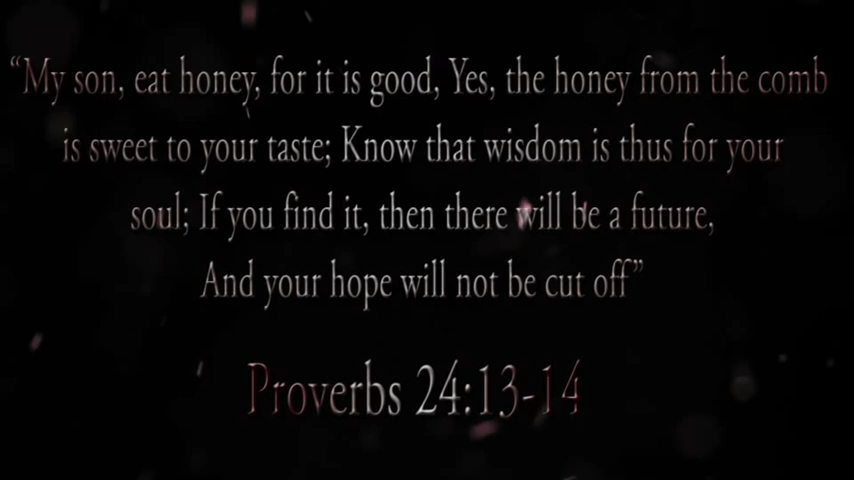 “My son, eat honey, for it is good, Yes, the honey from the comb
is sweet to your taste; Know that wisdom is thus for your
soul; If you find it, then there will be a future,
And your hope will not be cut off”
Proverbs 24:13-14